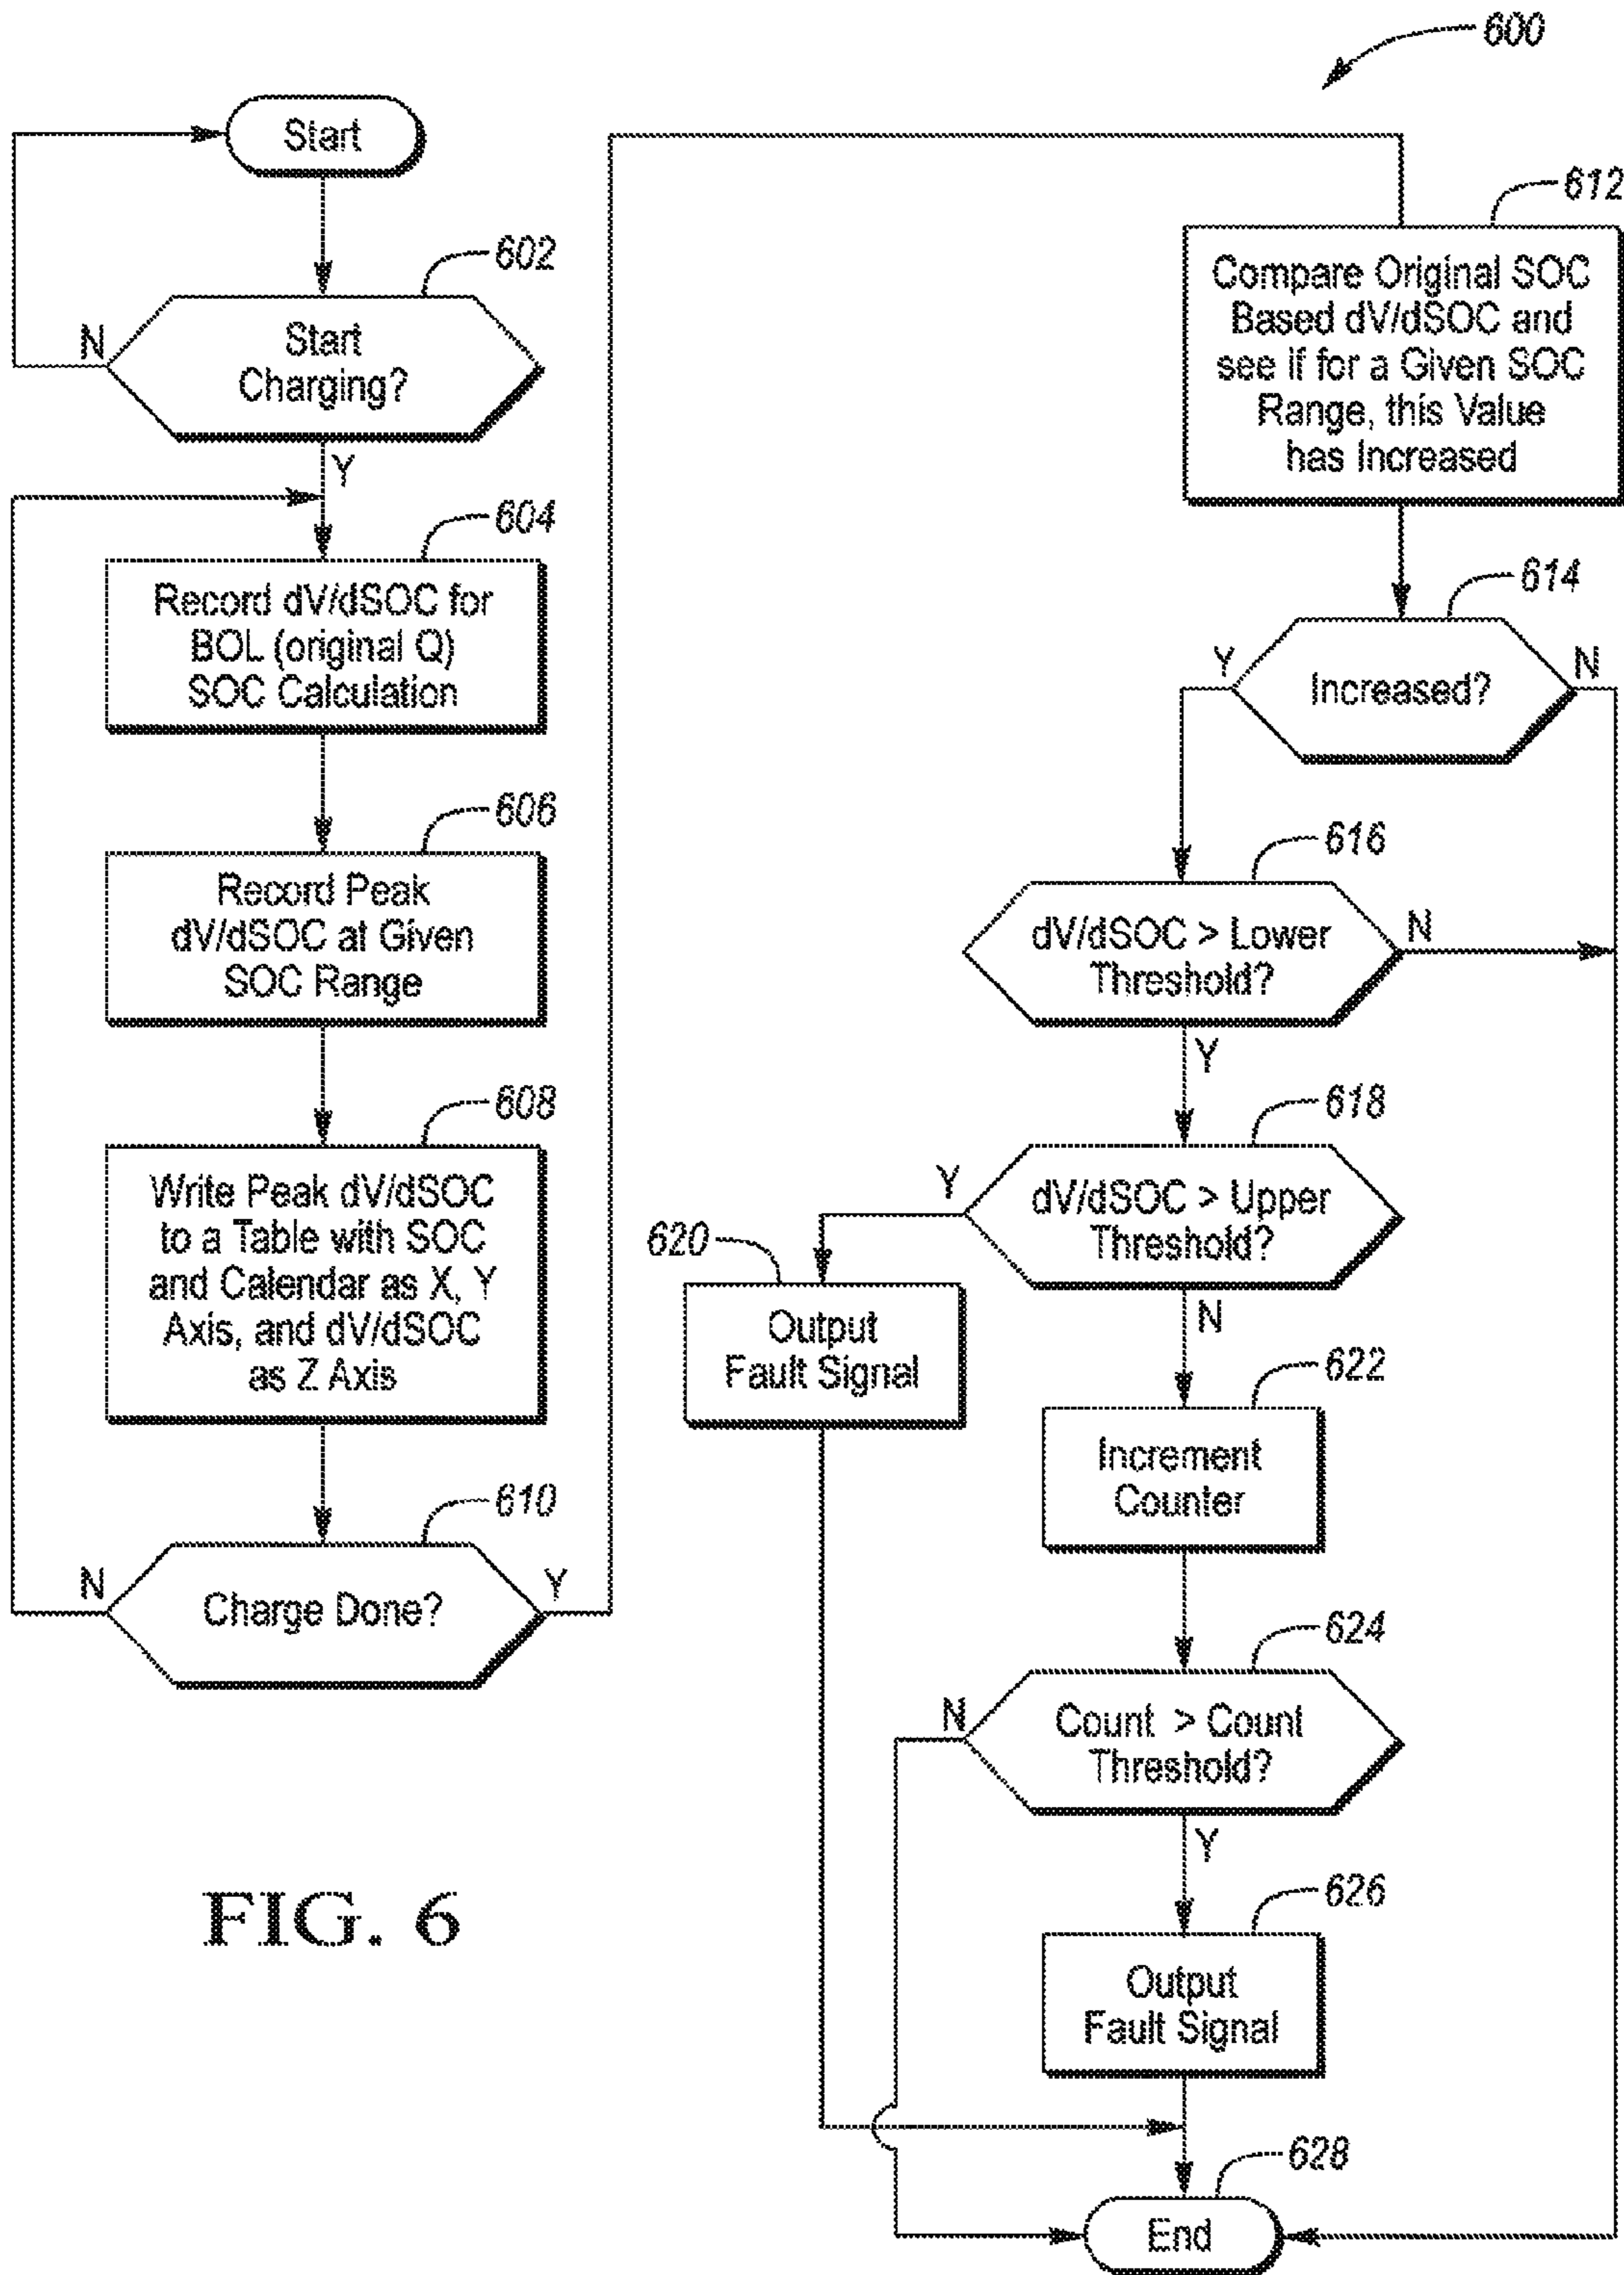 600
Start
602
Start
Charging?
N
Y
604
Record dV/dSOC for
BOL (original Q)
SOC Calculation
606
Record Peak
dV/dSOC at Given
SOC Range
608
Write Peak dV/dSOC
to a Table with SOC
and Calendar as X, Y
Axis, and dV/dSOC
as Z Axis
610
Charge Done?
N
Y
612
Compare Original SOC
Based dV/dSOC and
see if for a Given SOC
Range, this Value
has Increased
614
Increased?
Y
N
616
dV/dSOC > Lower
Threshold?
N
Y
618
dV/dSOC > Upper
Threshold?
Y
N
620
Output
Fault Signal
622
Increment
Counter
624
Count > Count
Threshold?
N
Y
626
Output
Fault Signal
628
End
FIG. 6